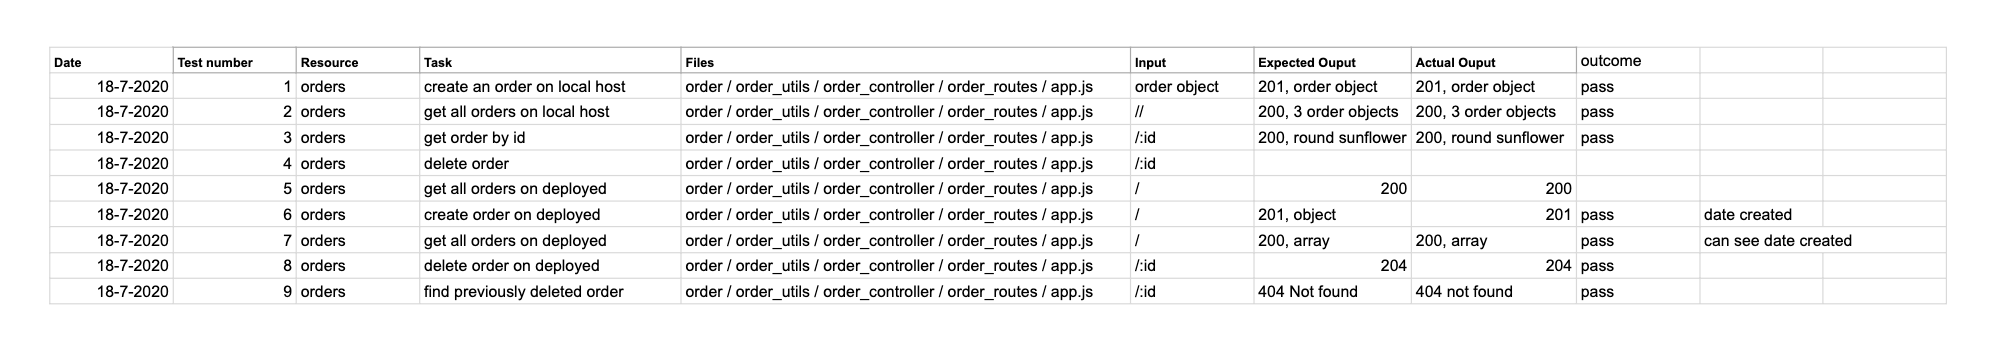 Date Test number Resource Task Files Input Expected Ouput Actual Ouput outcome
18-7-2020 1 orders create an order on local host order / order_utils / order_controller / order_routes / app.js order object 201, order object 201, order object pass
18-7-2020 2 orders get all orders on local host order / order_utils / order_controller / order_routes / app.js // 200, 3 order objects 200, 3 order objects pass
18-7-2020 3 orders get order by id order / order_utils / order_controller / order_routes / app.js /:id 200, round sunflower 200, round sunflower pass
18-7-2020 4 orders delete order order / order_utils / order_controller / order_routes / app.js /:id
18-7-2020 5 orders get all orders on deployed order / order_utils / order_controller / order_routes / app.js / 200 200
18-7-2020 6 orders create order on deployed order / order_utils / order_controller / order_routes / app.js / 201, object 201 pass date created
18-7-2020 7 orders get all orders on deployed order / order_utils / order_controller / order_routes / app.js / 200, array 200, array pass can see date created
18-7-2020 8 orders delete order on deployed order / order_utils / order_controller / order_routes / app.js /:id 204 204 pass
18-7-2020 9 orders find previously deleted order order / order_utils / order_controller / order_routes / app.js /:id 404 Not found 404 not found pass